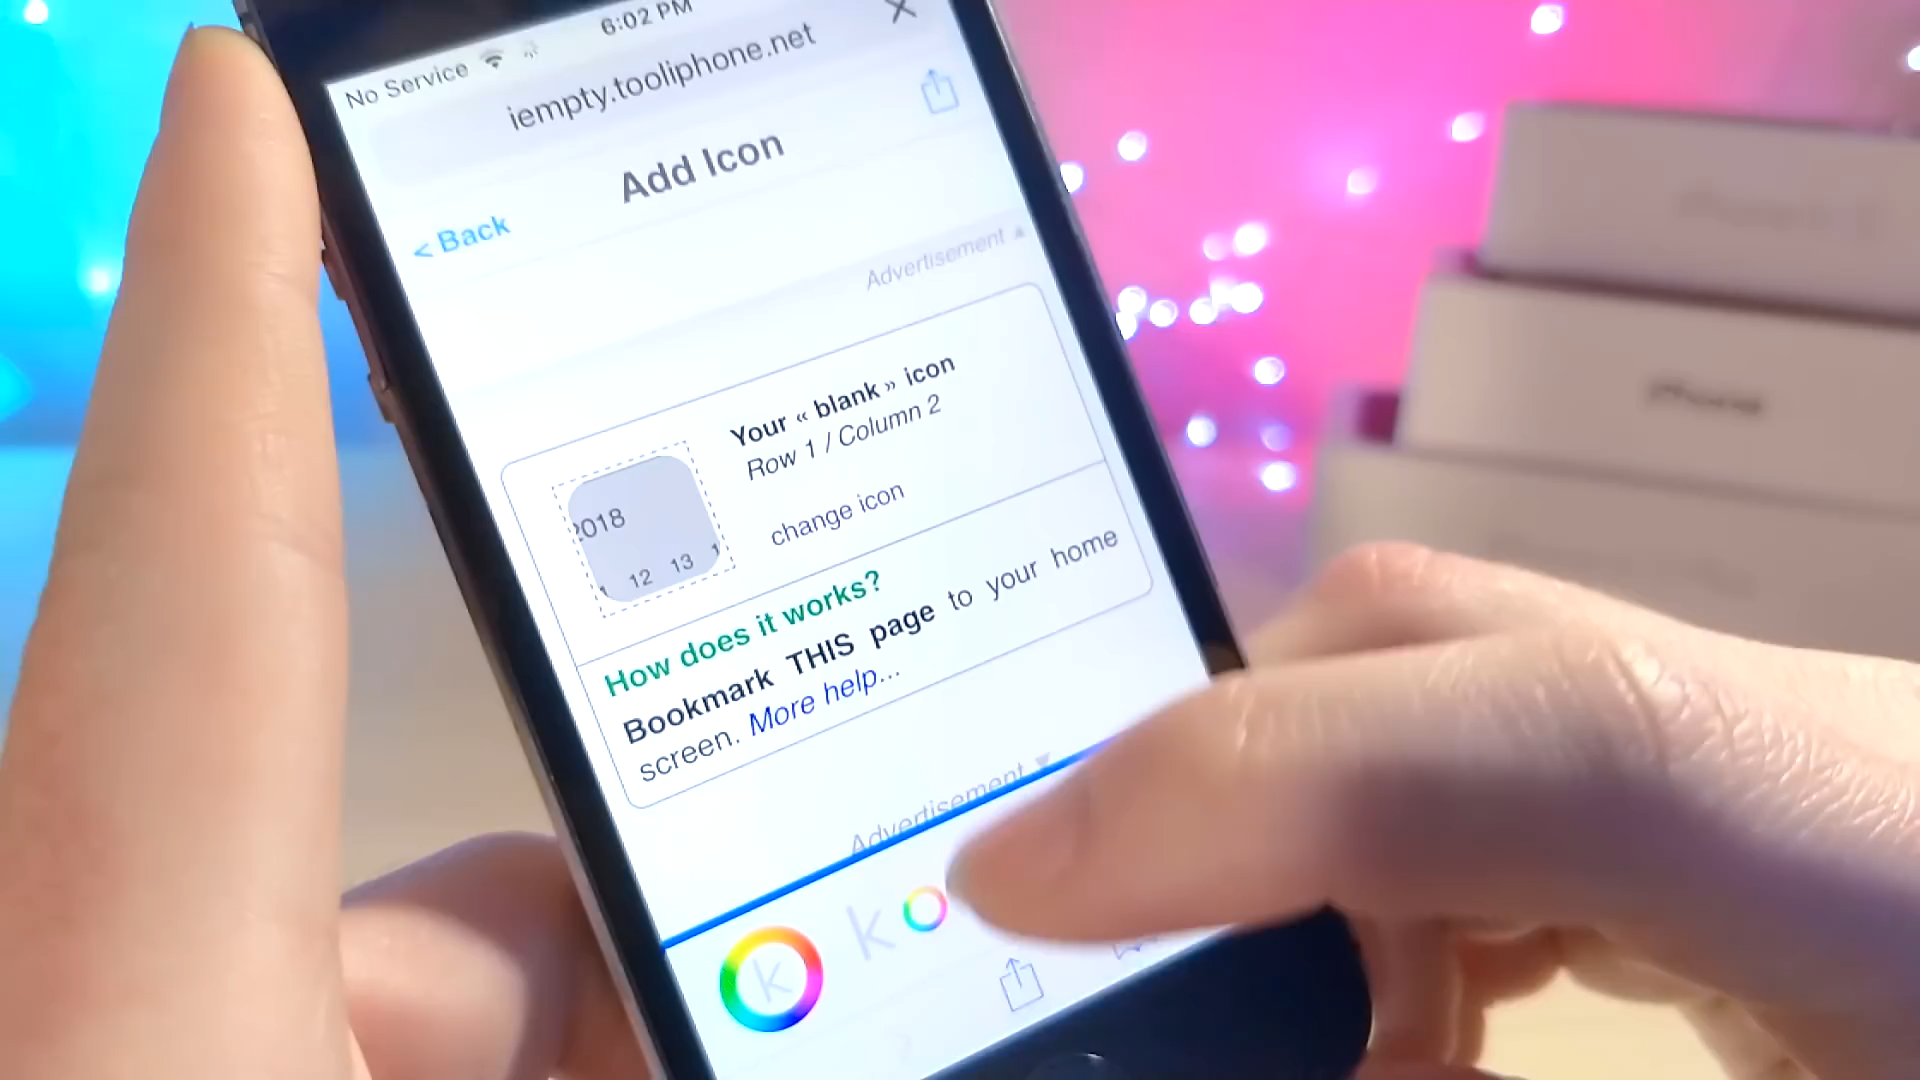 No Service
6:02 PM
iempty.tooliphone.net
Add Icon
< Back
Advertisement
Your « blank » icon
Row 1 / Column 2
2018
12 13 1
change icon
How does it works?
Bookmark THIS page to your home
screen. More help...
Advertisement
k
k
iPhone